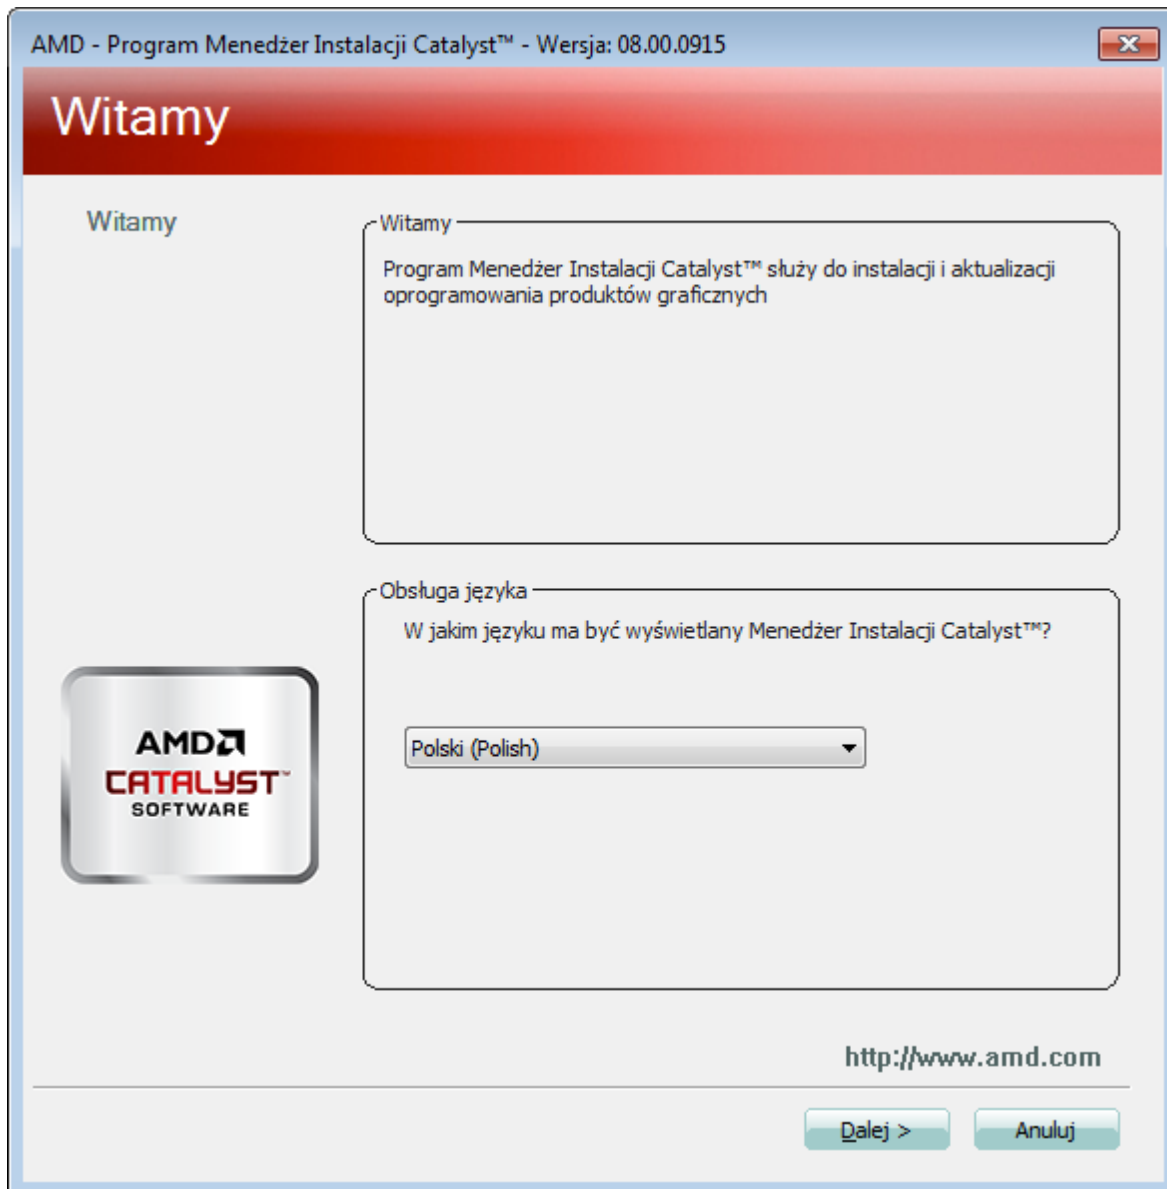 AMD - Program Menedżer Instalacji Catalyst™ - Wersja: 08.00.0915
Witamy
Witamy
Witamy
Program Menedżer Instalacji Catalyst™ służy do instalacji i aktualizacji
oprogramowania produktów graficznych
Obsługa języka
W jakim języku ma być wyświetlany Menedżer Instalacji Catalyst™?
Polski (Polish)
AMD
CATALYST™
SOFTWARE
http://www.amd.com
Dalej >
Anuluj